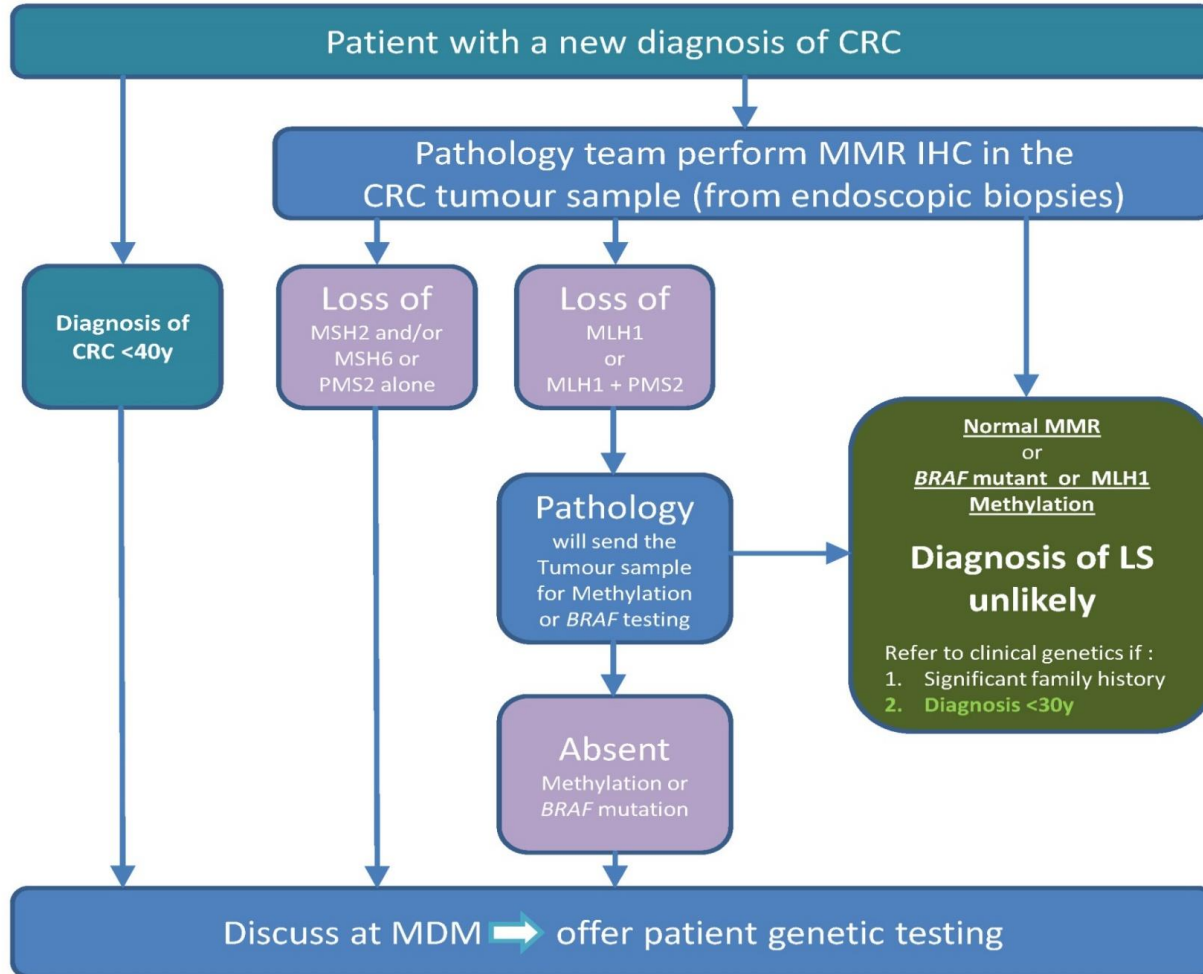 Patient with a new diagnosis of CRC
Pathology team perform MMR IHC in the
CRC tumour sample (from endoscopic biopsies)
Diagnosis of
CRC <40y
Loss of
MSH2 and/or
MSH6 or
PMS2 alone
Loss of
MLH1
or
MLH1 + PMS2
Normal MMR
or
BRAF mutant or MLH1
Methylation
Diagnosis of LS
unlikely
Refer to clinical genetics if :
1. Significant family history
2. Diagnosis <30y
Pathology
will send the
Tumour sample
for Methylation
or BRAF testing
Absent
Methylation or
BRAF mutation
Discuss at MDM offer patient genetic testing